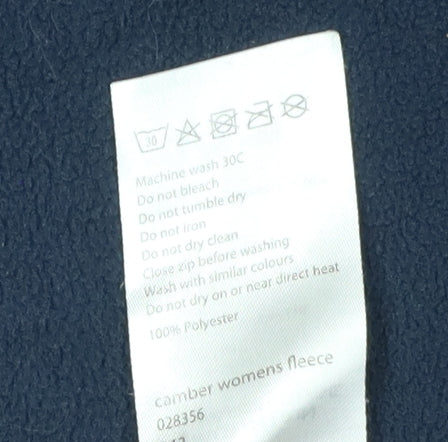 30
Machine wash 30C
Do not bleach
Do not tumble dry
Do not iron
Do not dry clean
Close zip before washing
Wash with similar colours
Do not dry on or near direct heat
100% Polyester
camber womens fleece
028356